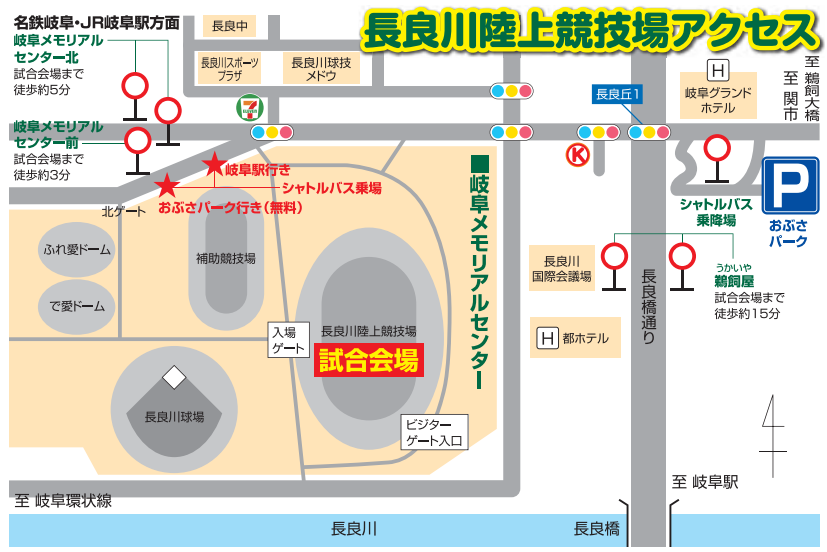 長良川陸上競技場アクセス
名鉄岐阜・JR岐阜駅方面
岐阜メモリアル
センター北
試合会場まで
徒歩約5分
岐阜メモリアル
センター前
試合会場まで
徒歩約3分
長良中
長良川スポーツ
プラザ
長良川球技
メドウ
7
ELEVEN
長良丘1
H
岐阜グランド
ホテル
至 関市
至 鵜飼大橋
K
岐阜駅行き
シャトルバス乗場
おぶさパーク行き(無料)
北ゲート
■岐阜メモリアルセンター
シャトルバス
乗降場
P
おぶさ
パーク
ふれ愛ドーム
で愛ドーム
補助競技場
長良川
国際会議場
長良橋通り
うかいや
鵜飼屋
試合会場まで
徒歩約15分
入場
ゲート
長良川陸上競技場
試合会場
H
都ホテル
長良川球場
ビジター
ゲート入口
至 岐阜環状線
至 岐阜駅
長良川
長良橋